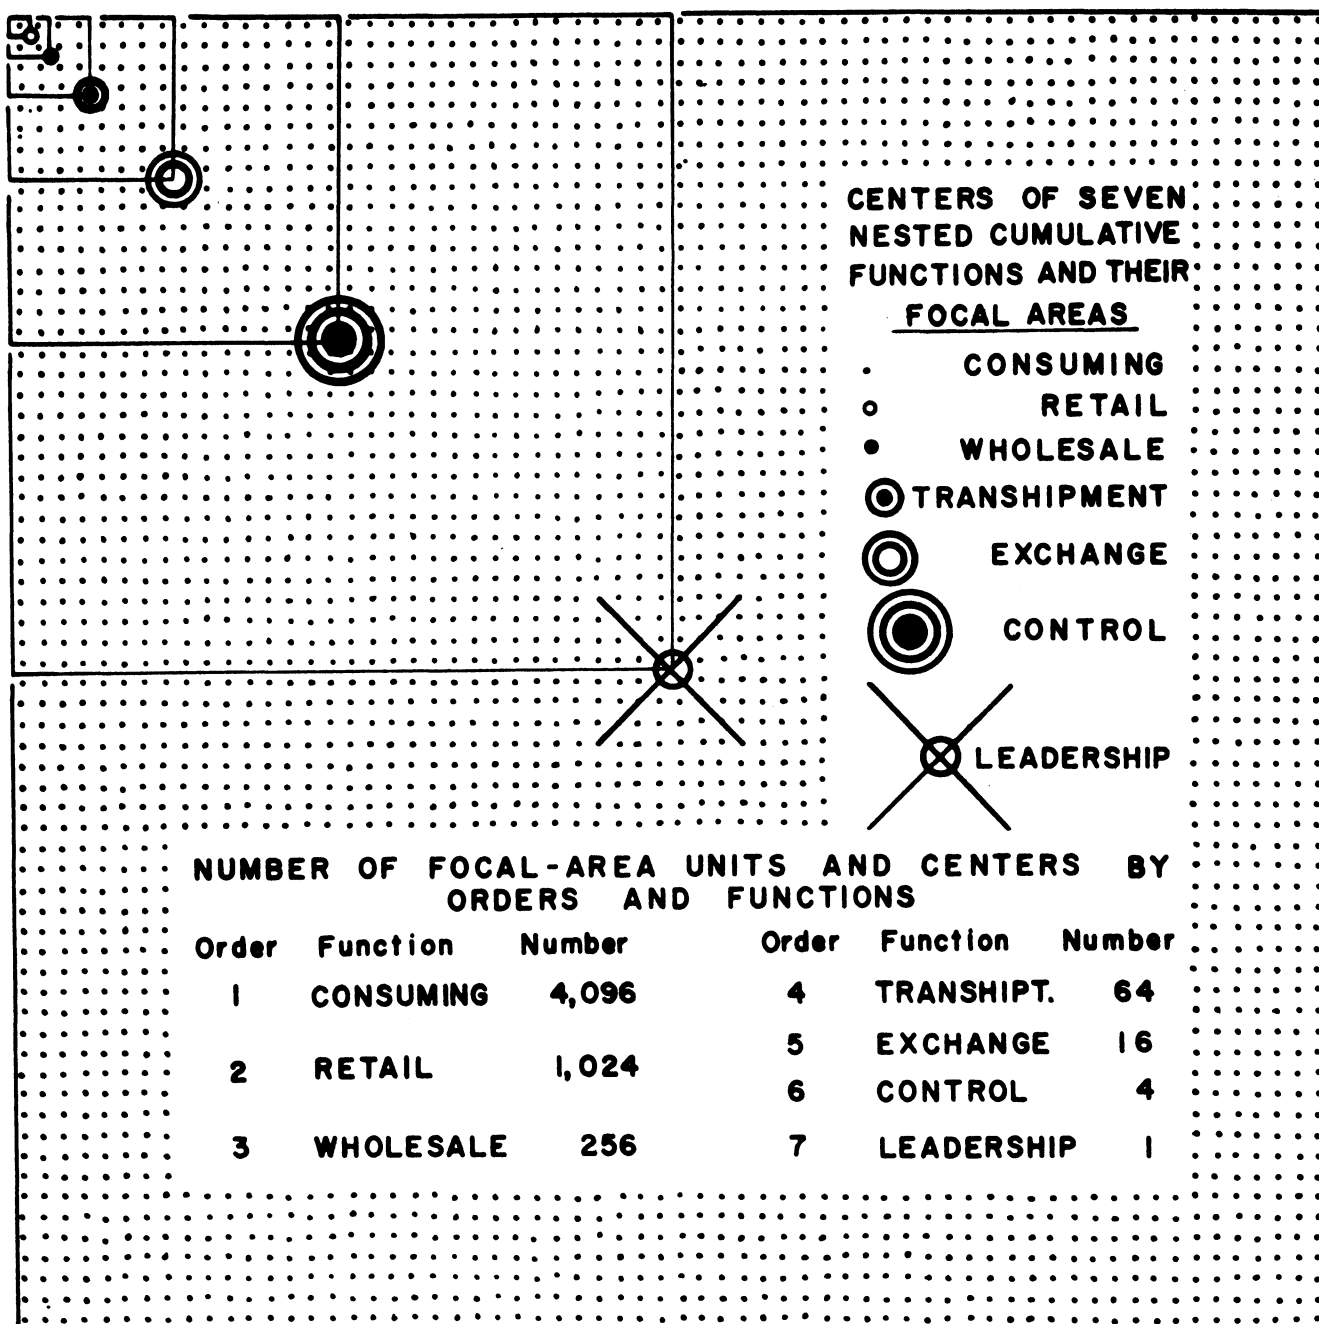 CENTERS OF SEVEN
NESTED CUMULATIVE
FUNCTIONS AND THEIR
FOCAL AREAS
CONSUMING
RETAIL
WHOLESALE
TRANSHIPMENT
EXCHANGE
CONTROL
LEADERSHIP
NUMBER OF FOCAL-AREA UNITS AND CENTERS BY
ORDERS AND FUNCTIONS
Order Function Number Order Function Number
1 CONSUMING 4,096 4 TRANSHIPT. 64
5 EXCHANGE 16
2 RETAIL 1,024
6 CONTROL 4
3 WHOLESALE 256 7 LEADERSHIP 1